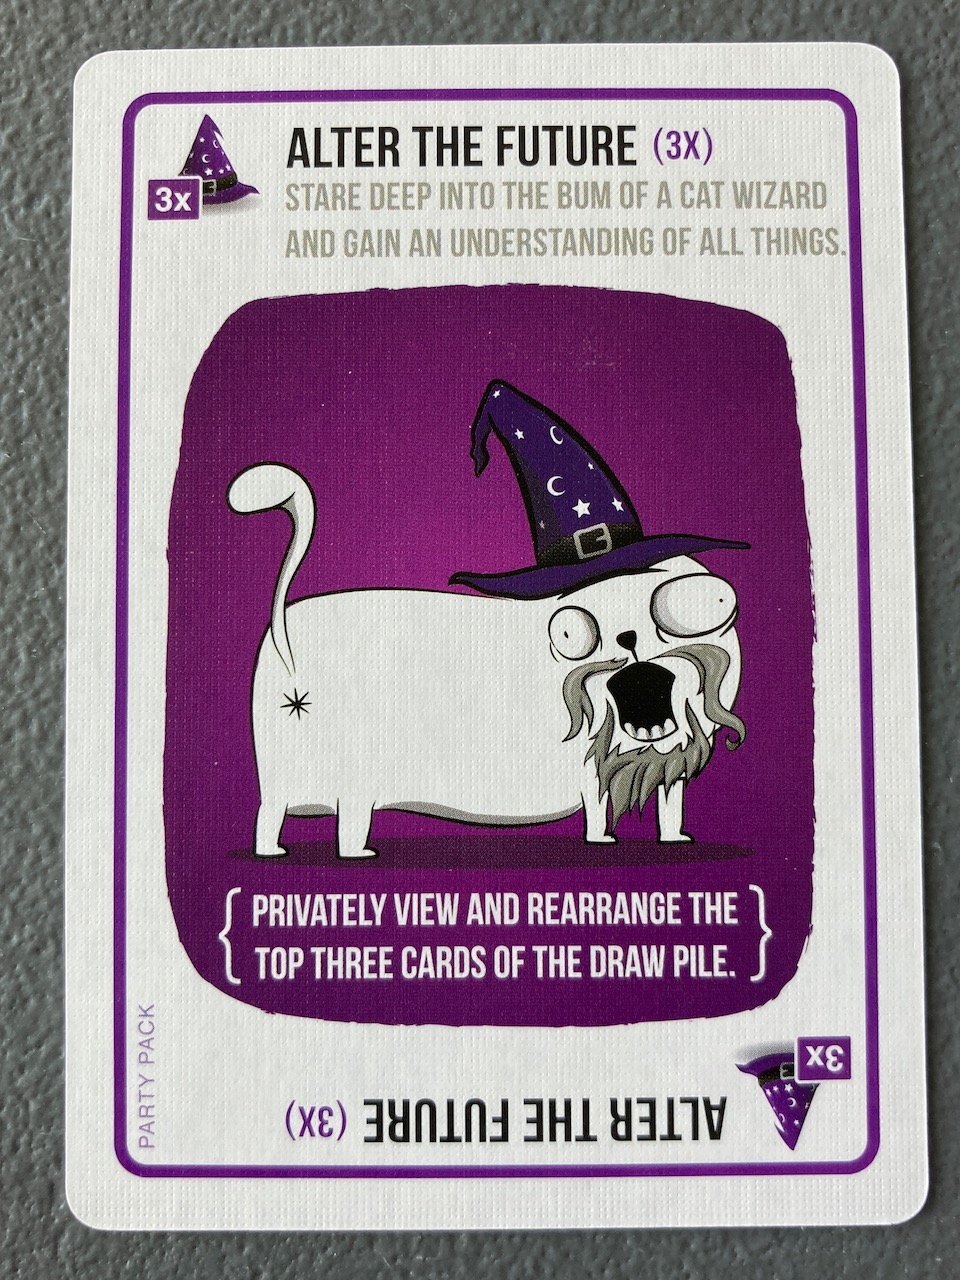 3x
ALTER THE FUTURE (3X)
STARE DEEP INTO THE BUM OF A CAT WIZARD
AND GAIN AN UNDERSTANDING OF ALL THINGS.
{PRIVATELY VIEW AND REARRANGE THE
TOP THREE CARDS OF THE DRAW PILE.}
PARTY PACK
3x
ALTER THE FUTURE (3X)